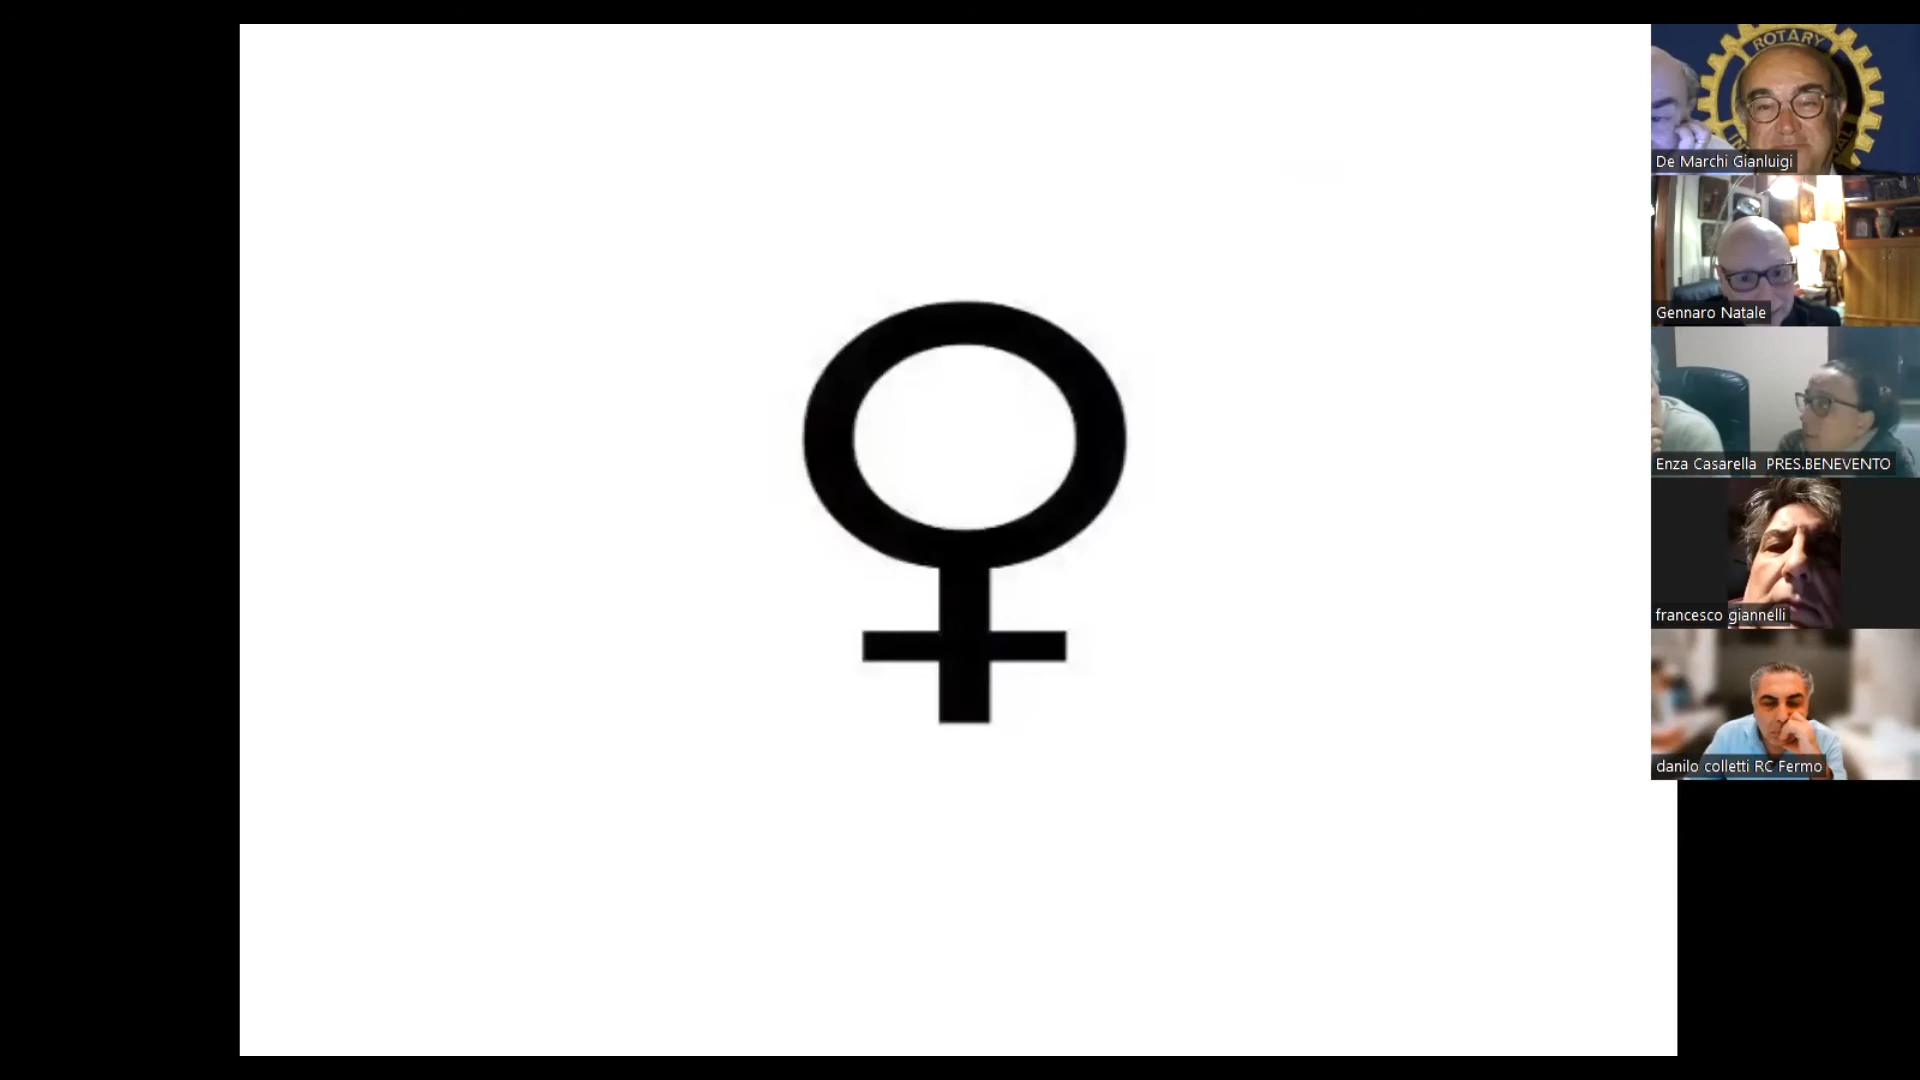 ROTARY
De Marchi Gianluigi
Gennaro Natale
Enza Casarella PRES.BENEVENTO
francesco giannelli
danilo colletti RC Fermo